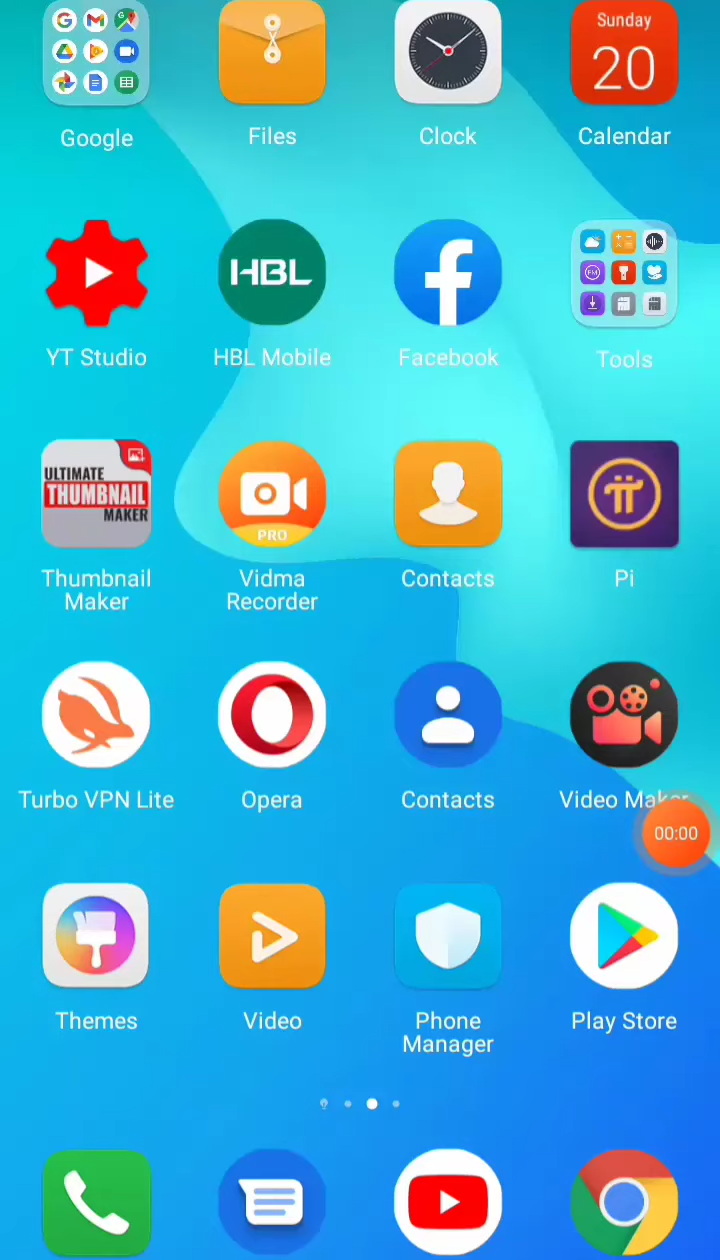 Sunday
20
Google
Files
Clock
Calendar
HBL
FM
YT Studio
HBL Mobile
Facebook
Tools
ULTIMATE
THUMBNAIL
MAKER
PRO
Thumbnail
Maker
Vidma
Recorder
Contacts
Pi
Turbo VPN Lite
Opera
Contacts
Video Maker
00:00
Themes
Video
Phone
Manager
Play Store